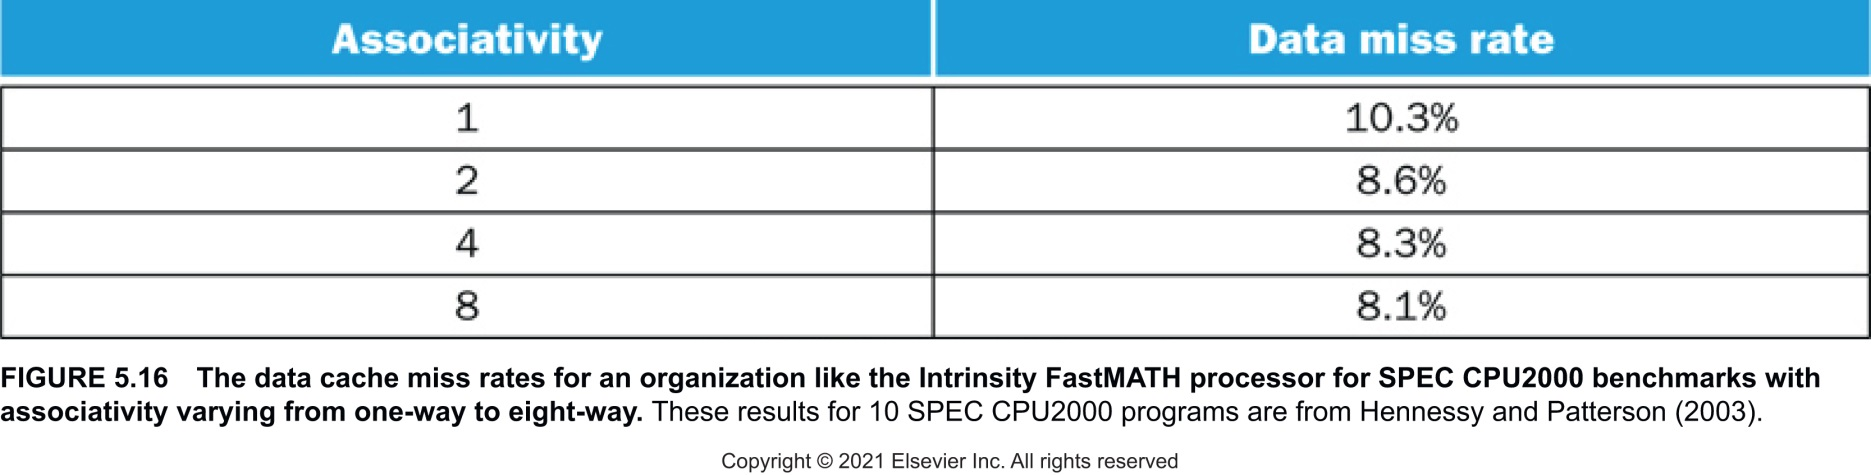 Associativity Data miss rate
1 10.3%
2 8.6%
4 8.3%
8 8.1%
FIGURE 5.16 The data cache miss rates for an organization like the Intrinsity FastMATH processor for SPEC CPU2000 benchmarks with
associativity varying from one-way to eight-way. These results for 10 SPEC CPU2000 programs are from Hennessy and Patterson (2003).
Copyright © 2021 Elsevier Inc. All rights reserved